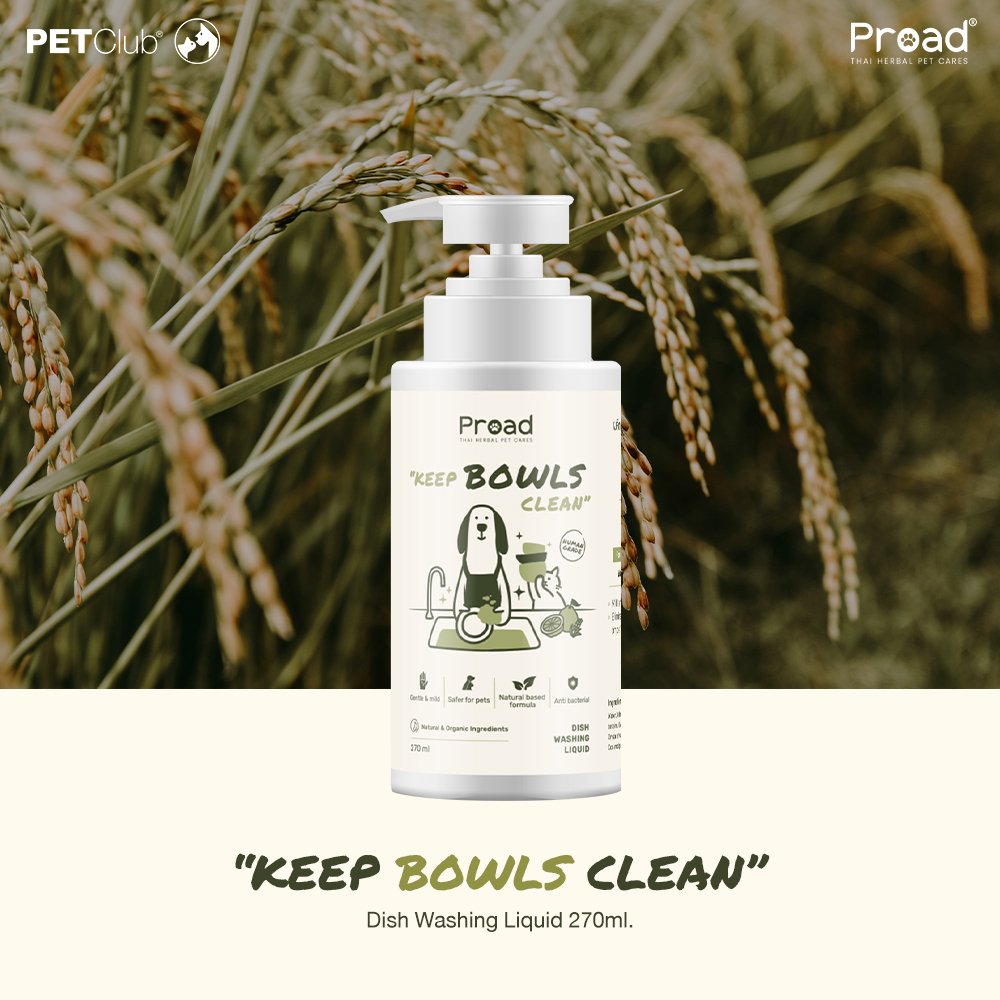 PETClub®
Proad®
THAI HERBAL PET CARES
Proad
THAI HERBAL PET CARES
"KEEP BOWLS
CLEAN"
HUMAN
GRADE
Gentle & mild
Safer for pets
Natural based
formula
Anti bacterial
Natural & Organic Ingredients
270 ml
DISH
WASHING
LIQUID
"KEEP BOWLS CLEAN"
Dish Washing Liquid 270ml.